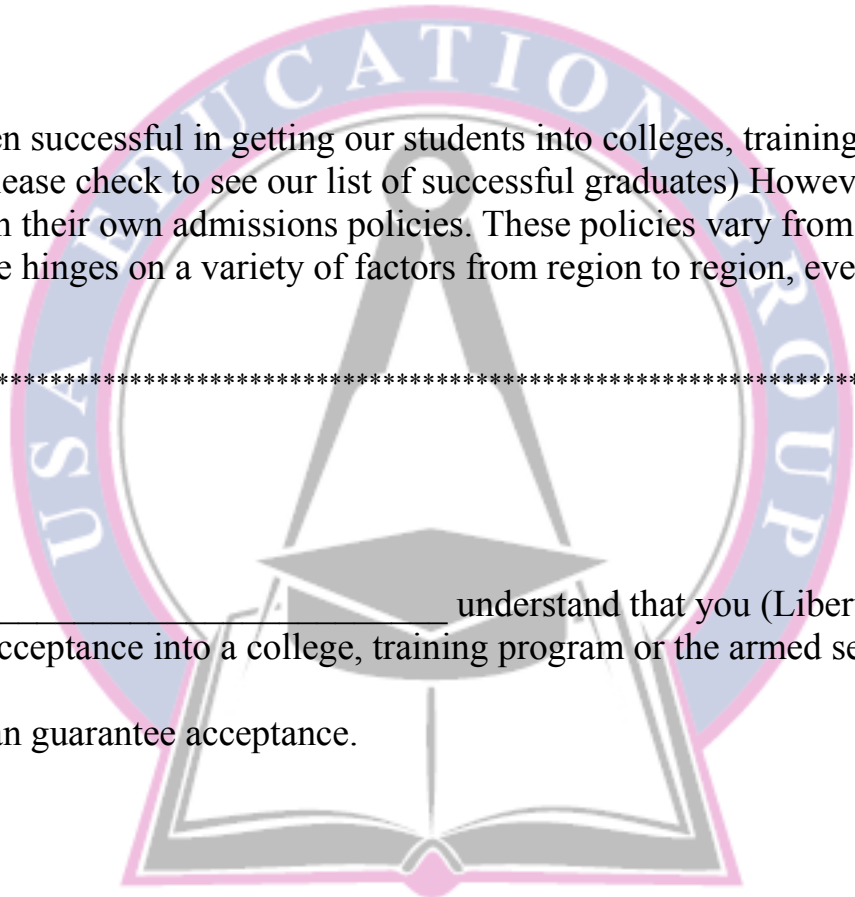 USA EDUCATION GROUP
en successful in getting our students into colleges, training
lease check to see our list of successful graduates) Howev
n their own admissions policies. These policies vary from
e hinges on a variety of factors from region to region, eve
********************************************************************************
_______________________ understand that you (Liber
cceptance into a college, training program or the armed se
an guarantee acceptance.